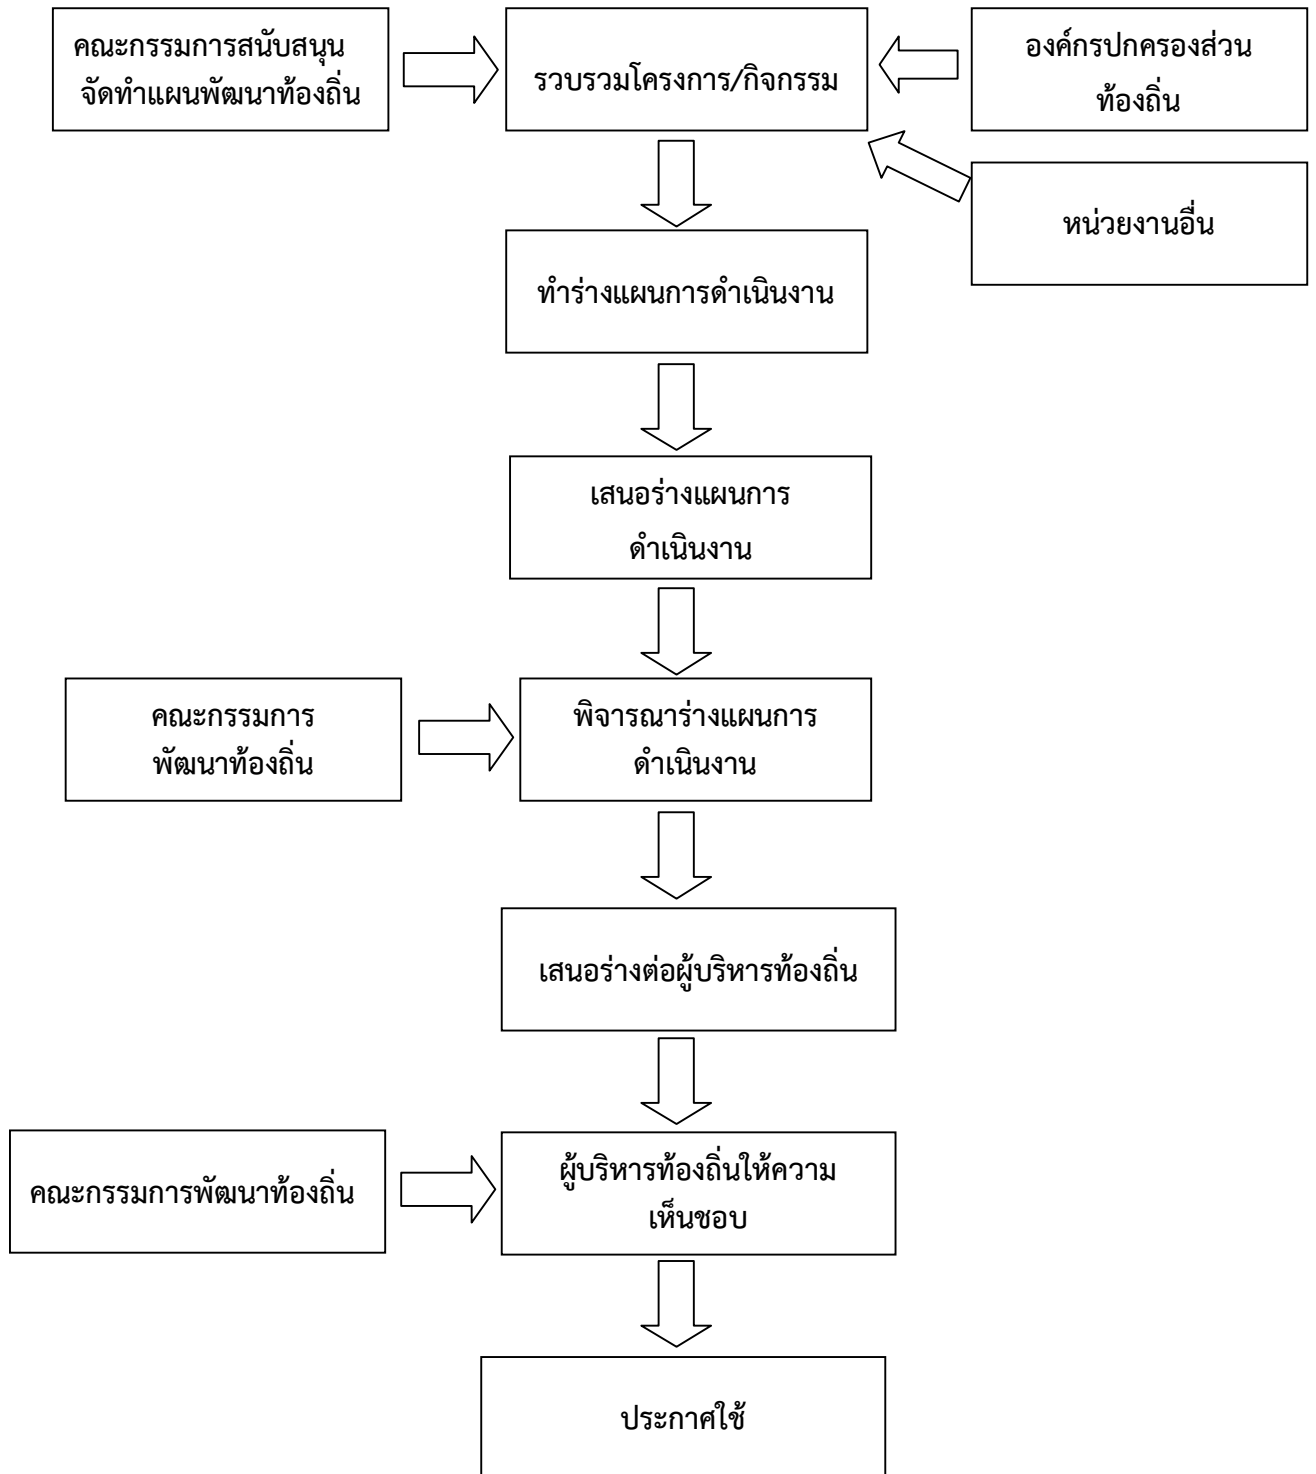 คณะกรรมการสนับสนุน
จัดทำแผนพัฒนาท้องถิ่น
รวบรวมโครงการ/กิจกรรม
องค์กรปกครองส่วน
ท้องถิ่น
หน่วยงานอื่น
ทำร่างแผนการดำเนินงาน
เสนอร่างแผนการ
ดำเนินงาน
คณะกรรมการ
พัฒนาท้องถิ่น
พิจารณาร่างแผนการ
ดำเนินงาน
เสนอร่างต่อผู้บริหารท้องถิ่น
คณะกรรมการพัฒนาท้องถิ่น
ผู้บริหารท้องถิ่นให้ความ
เห็นชอบ
ประกาศใช้